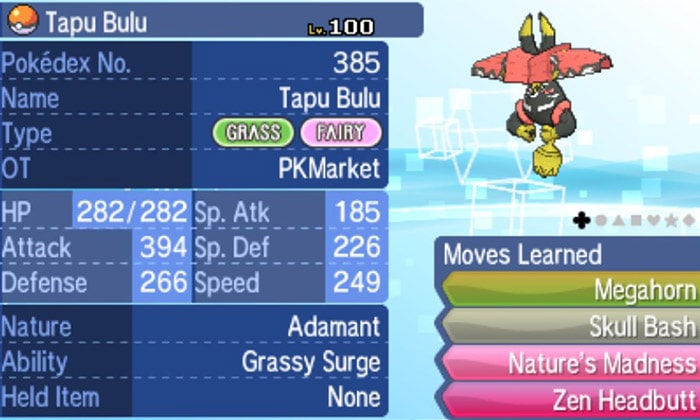 Tapu Bulu Lv.100
Pokédex No. 385
Name Tapu Bulu
Type GRASS FAIRY
OT PKMarket
HP 282/282 Sp. Atk 185
Attack 394 Sp. Def 226
Defense 266 Speed 249
Nature Adamant
Ability Grassy Surge
Held Item None
Moves Learned
Megahorn
Skull Bash
Nature's Madness
Zen Headbutt